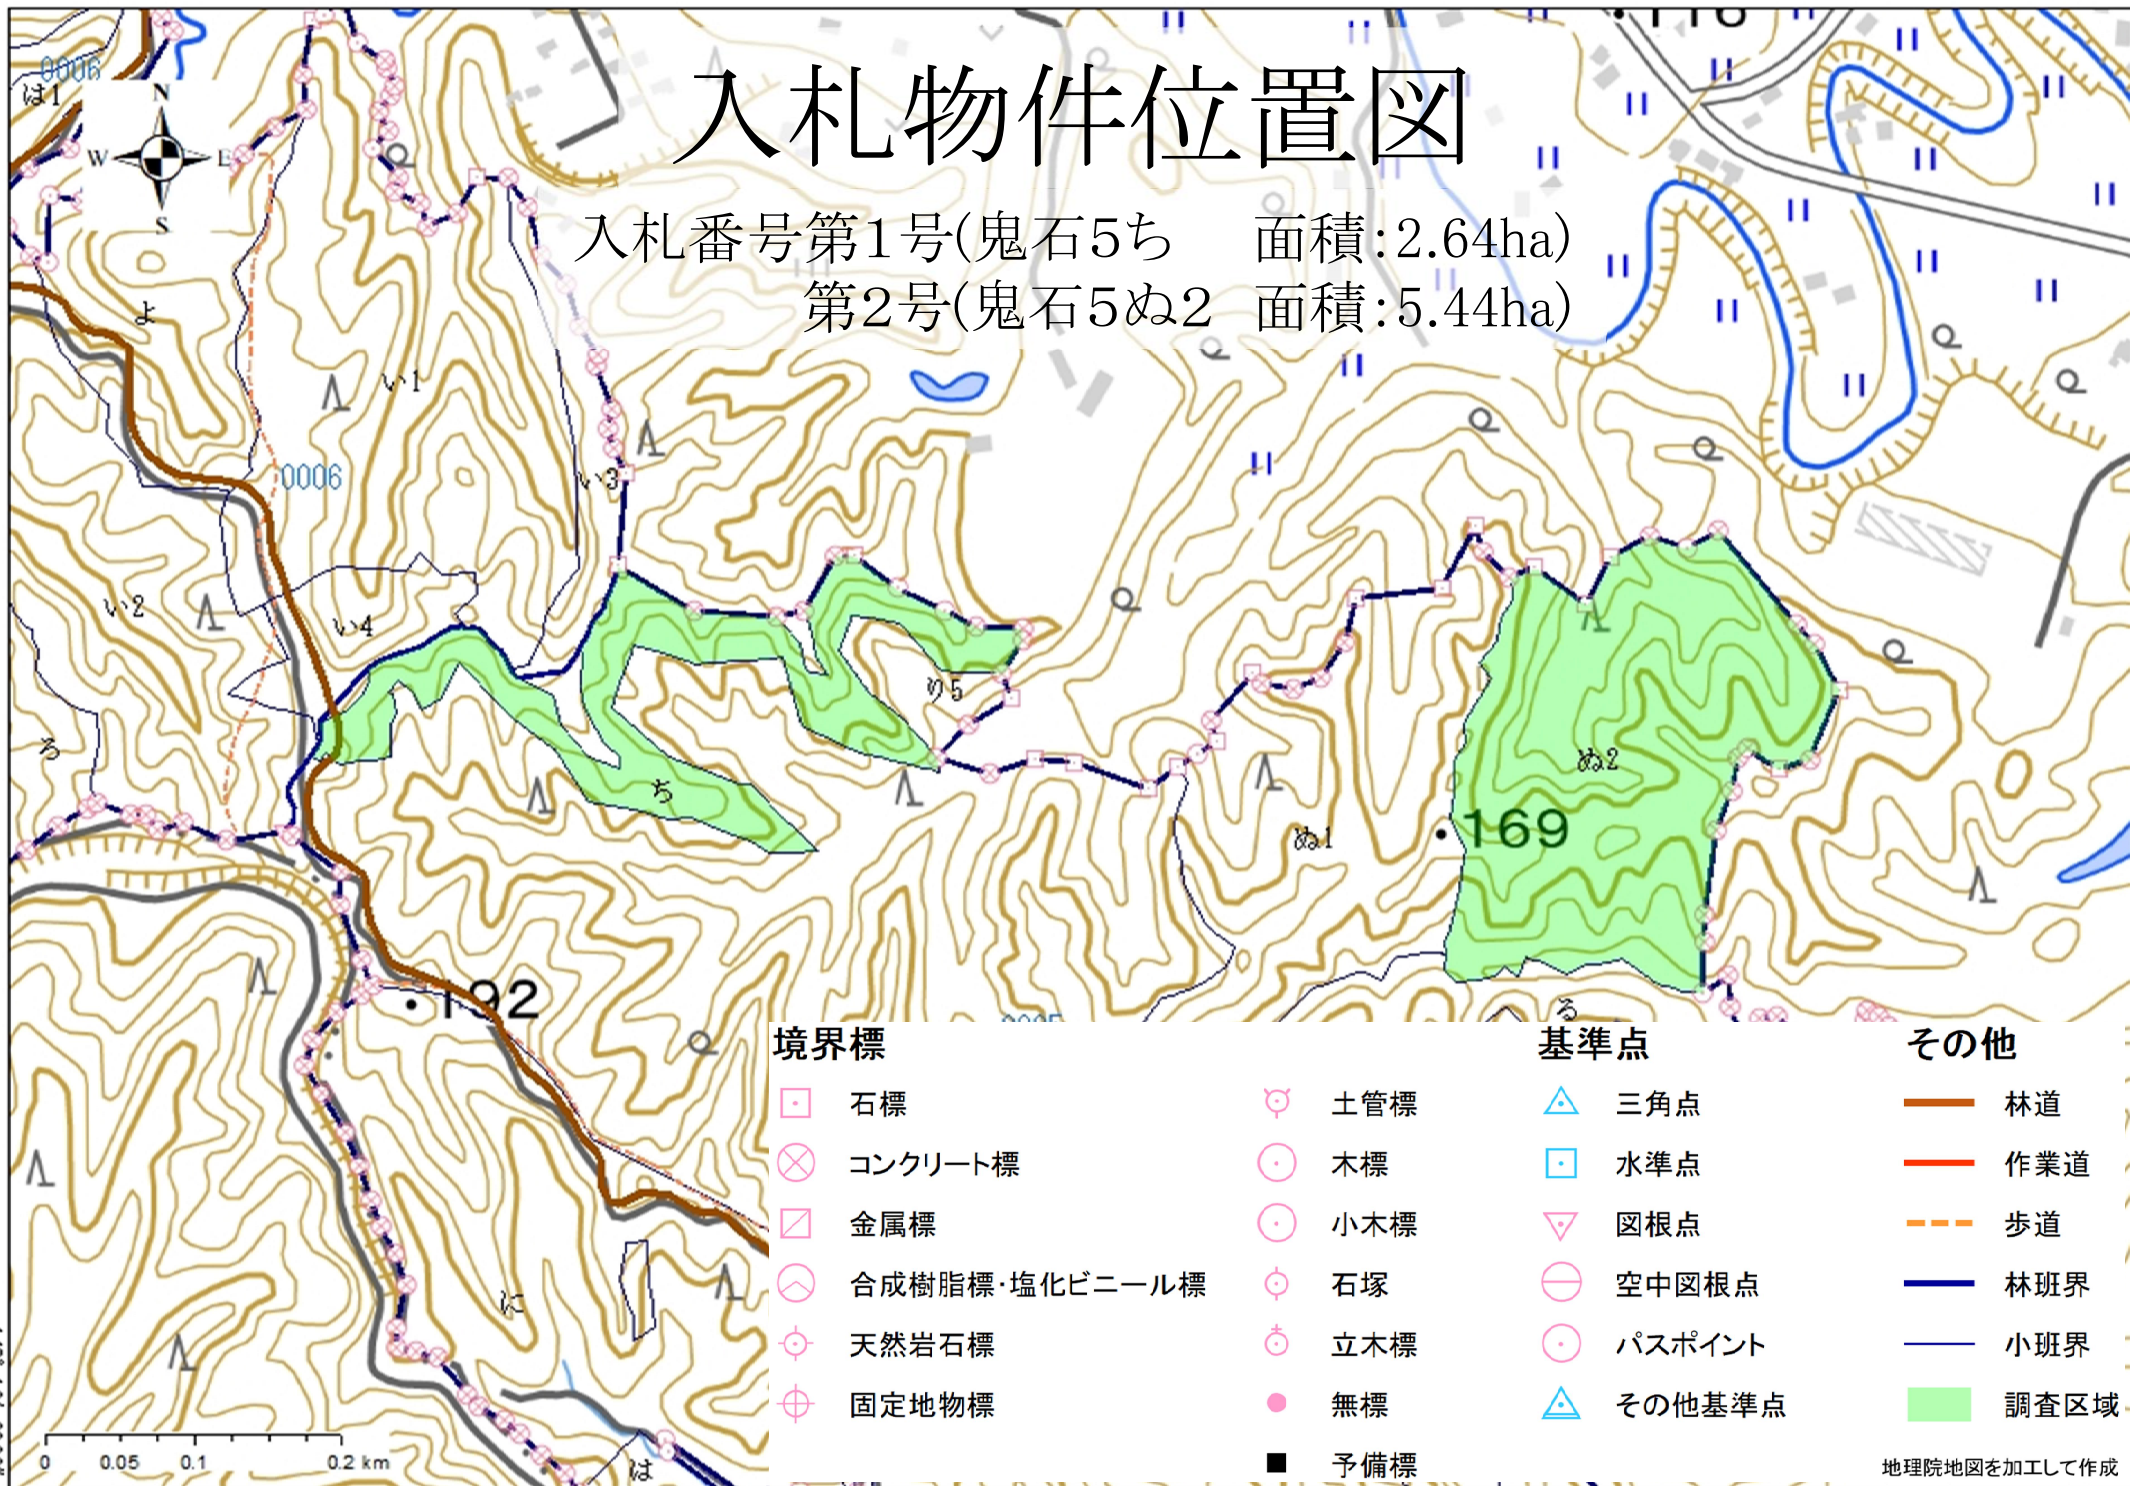 入札物件位置図
入札番号第1号(鬼石5ち 面積:2.64ha)
第2号(鬼石5ぬ2 面積:5.44ha)
116
0006
は1
N
W
E
S
よ
い1
0006
い3
い2
い4
ろ
り5
ち
ぬ2
ぬ1
169
192
る
に
は
0 0.05 0.1 0.2 km
境界標
石標
コンクリート標
金属標
合成樹脂標・塩化ビニール標
天然岩石標
固定地物標
土管標
木標
小木標
石塚
立木標
無標
予備標
基準点
三角点
水準点
図根点
空中図根点
パスポイント
その他基準点
その他
林道
作業道
歩道
林班界
小班界
調査区域
地理院地図を加工して作成